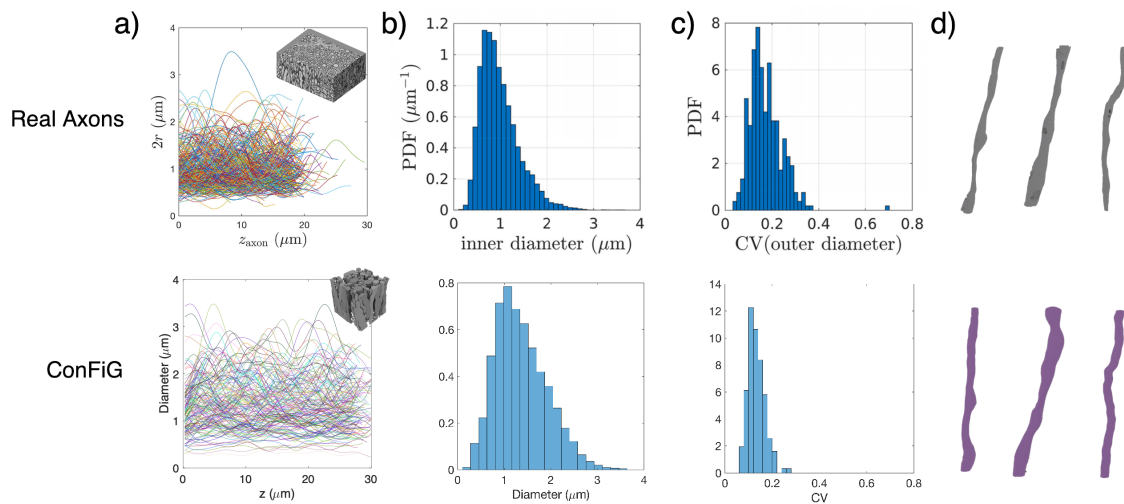 a)
b)
c)
d)
Real Axons
4
3
2
1
0
2r (μm)
0 10 20 30
z_axon (μm)
1.2
1
0.8
0.6
0.4
0.2
0
PDF (μm⁻¹)
0 1 2 3 4
inner diameter (μm)
8
6
4
2
0
PDF
0 0.2 0.4 0.6 0.8
CV(outer diameter)
ConFiG
4
3
2
1
0
Diameter (μm)
0 10 20 30
z (μm)
0.8
0.6
0.4
0.2
0
0 1 2 3 4
Diameter (μm)
14
12
10
8
6
4
2
0
0 0.2 0.4 0.6 0.8
CV